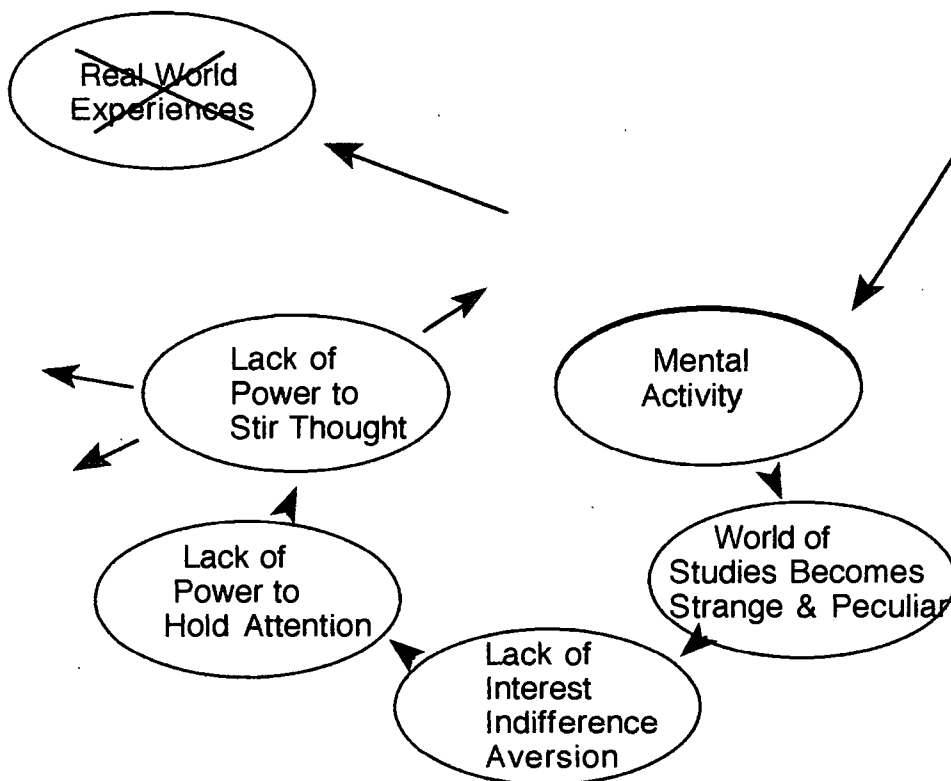 Real World
Experiences
Lack of
Power to
Stir Thought
Mental
Activity
World of
Studies Becomes
Strange & Peculiar
Lack of
Power to
Hold Attention
Lack of
Interest
Indifference
Aversion